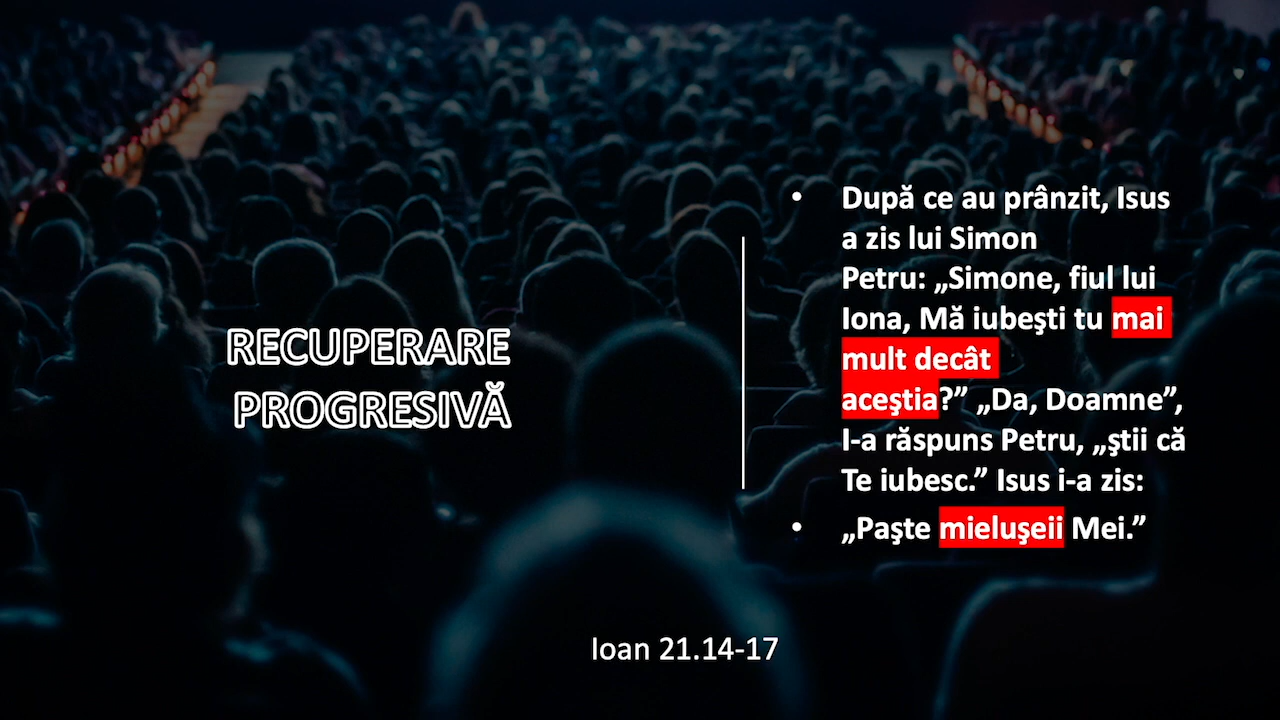 RECUPERARE
PROGRESIVĂ
• După ce au prânzit, Isus
a zis lui Simon
Petru: „Simone, fiul lui
Iona, Mă iubeşti tu mai
mult decât
aceştia?” „Da, Doamne”,
I-a răspuns Petru, „ştii că
Te iubesc.” Isus i-a zis:
• „Paşte mieluşeii Mei.”
Ioan 21.14-17